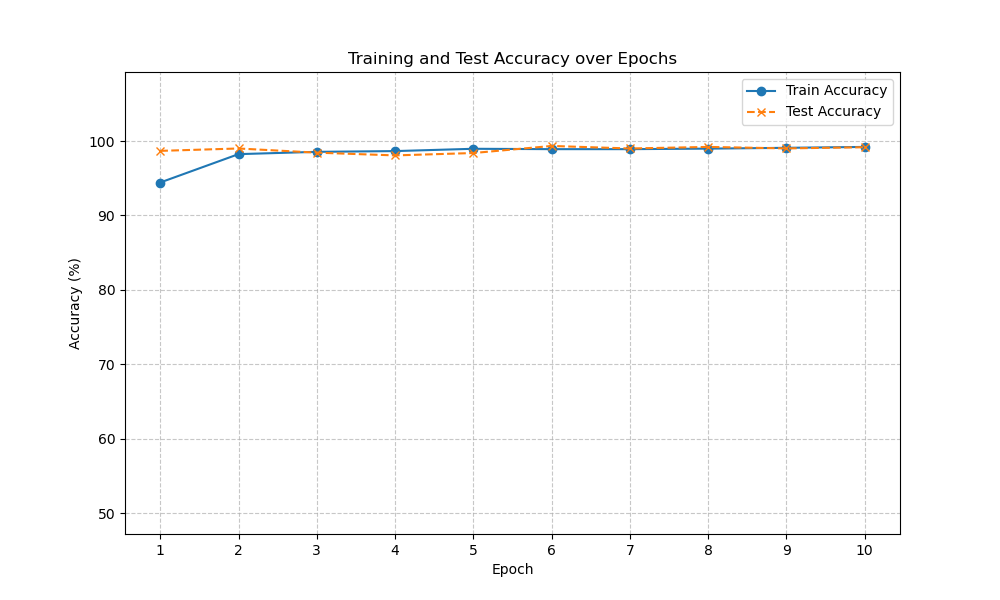 Training and Test Accuracy over Epochs
Train Accuracy
Test Accuracy
Accuracy (%)
100
90
80
70
60
50
1 2 3 4 5 6 7 8 9 10
Epoch